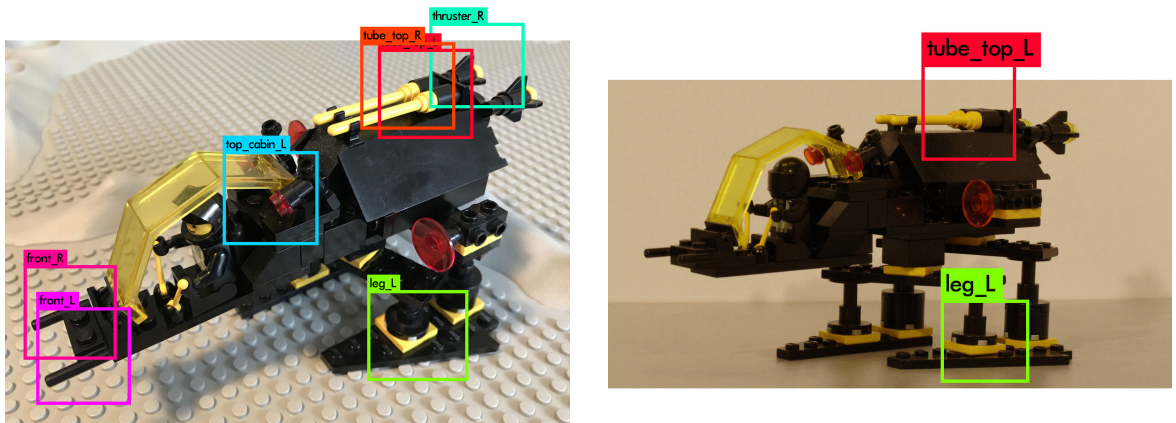 thruster_R
tube_top_R
top_cabin_L
front_R
front_L
leg_L
tube_top_L
leg_L